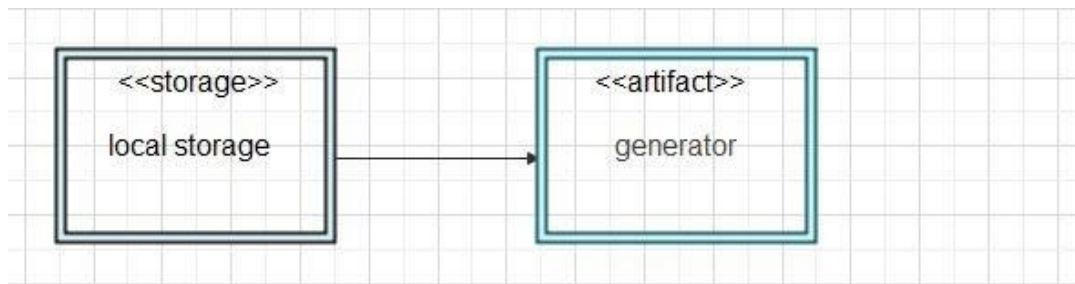 <<storage>>
local storage
<<artifact>>
generator